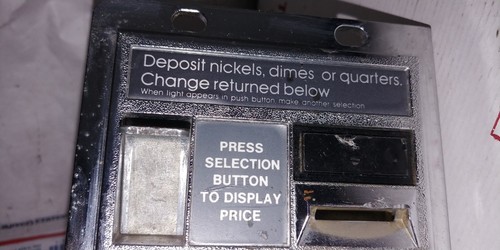 Deposit nickels, dimes or quarters.
Change returned below
When light appears in push button, make another selection
PRESS
SELECTION
BUTTON
TO DISPLAY
PRICE